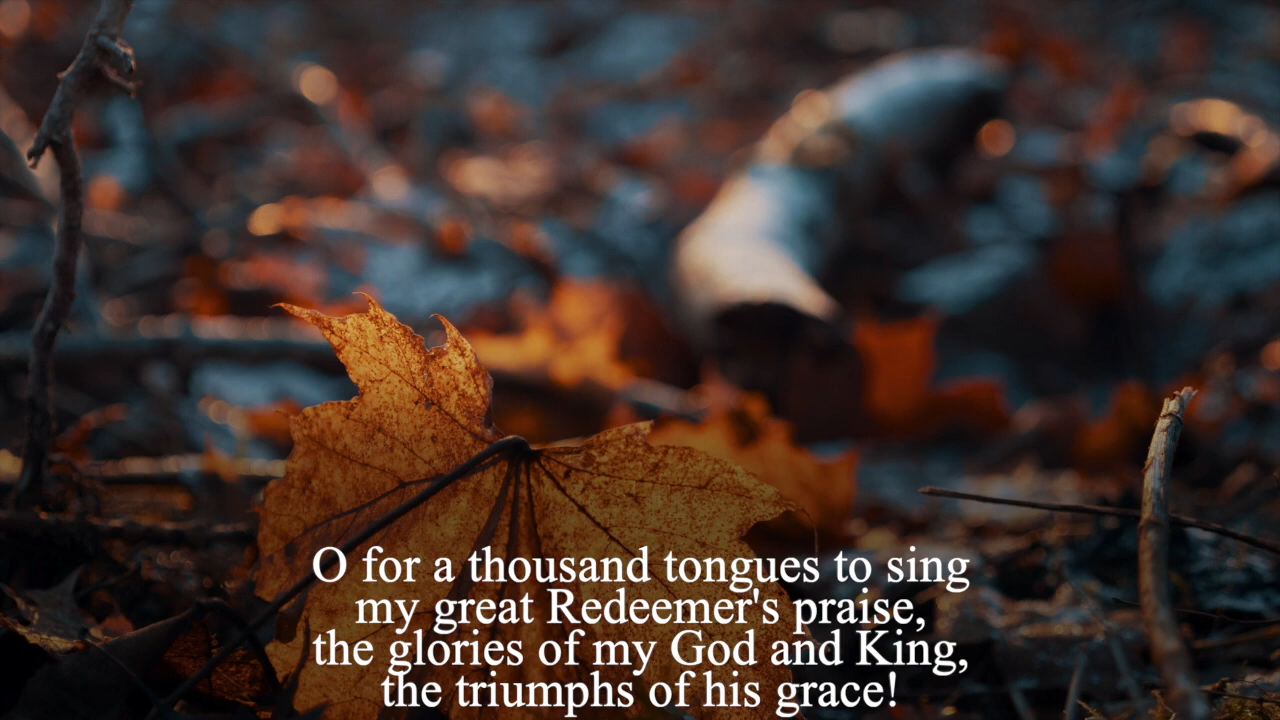 O for a thousand tongues to sing
my great Redeemer's praise,
the glories of my God and King,
the triumphs of his grace!